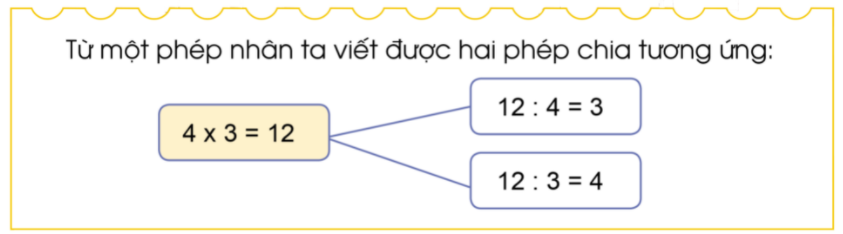 Từ một phép nhân ta viết được hai phép chia tương ứng:
12 : 4 = 3
4 x 3 = 12
12 : 3 = 4